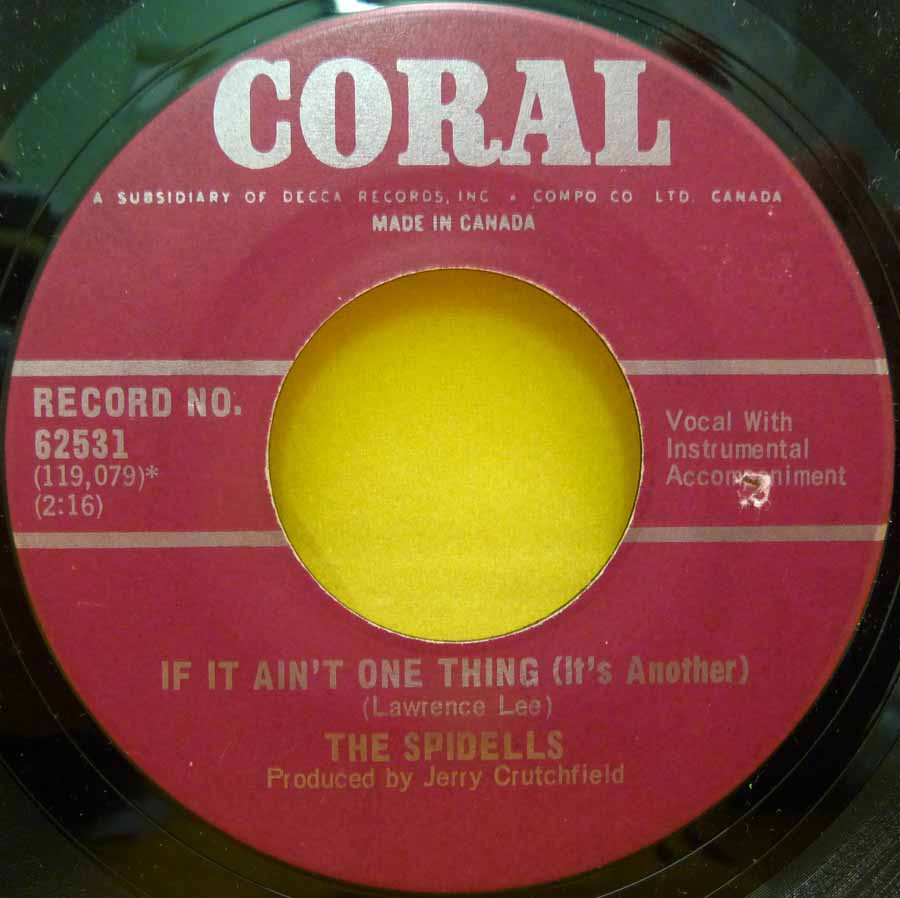 CORAL
A SUBSIDIARY OF DECCA RECORDS, INC • COMPO CO LTD. CANADA
MADE IN CANADA
RECORD NO.
62531
(119,079)*
(2:16)
Vocal With
Instrumental
Accompaniment
IF IT AIN'T ONE THING (It's Another)
(Lawrence Lee)
THE SPIDELLS
Produced by Jerry Crutchfield